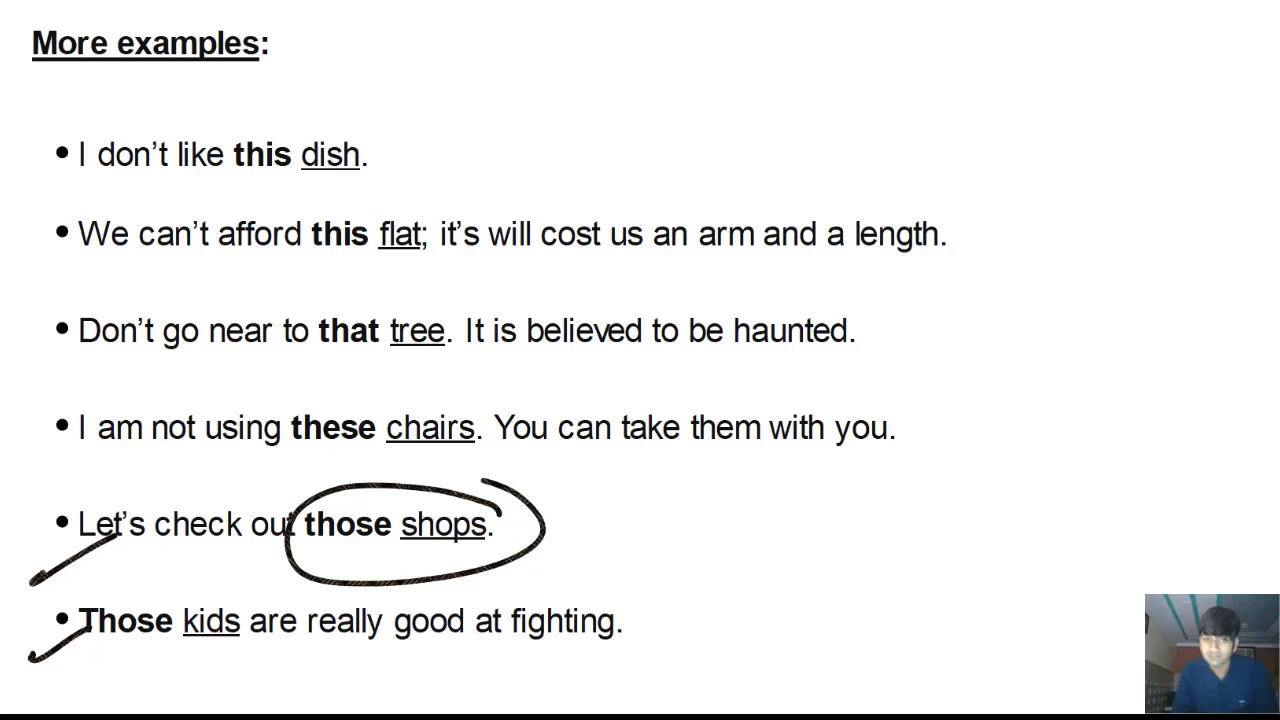 More examples:
• I don’t like this dish.
• We can’t afford this flat; it’s will cost us an arm and a length.
• Don’t go near to that tree. It is believed to be haunted.
• I am not using these chairs. You can take them with you.
• Let’s check out those shops.
• Those kids are really good at fighting.